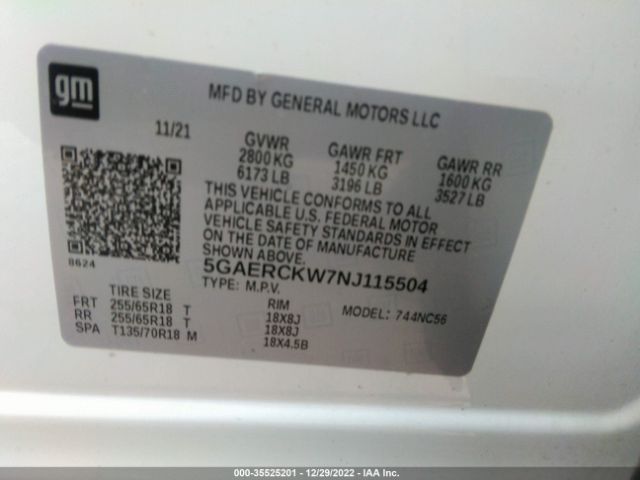 gm
MFD BY GENERAL MOTORS LLC
11/21
GVWR
2800 KG
6173 LB
GAWR FRT
1450 KG
3196 LB
GAWR RR
1600 KG
3527 LB
THIS VEHICLE CONFORMS TO ALL
APPLICABLE U.S. FEDERAL MOTOR
VEHICLE SAFETY STANDARDS IN EFFECT
ON THE DATE OF MANUFACTURE
SHOWN ABOVE.
8624
5GAERCKW7NJ115504
TYPE: M.P.V.
MODEL: 744NC56
TIRE SIZE RIM
FRT 255/65R18 T 18X8J
RR 255/65R18 T 18X8J
SPA T135/70R18 M 18X4.5B
000-35525201 - 12/29/2022 - IAA Inc.